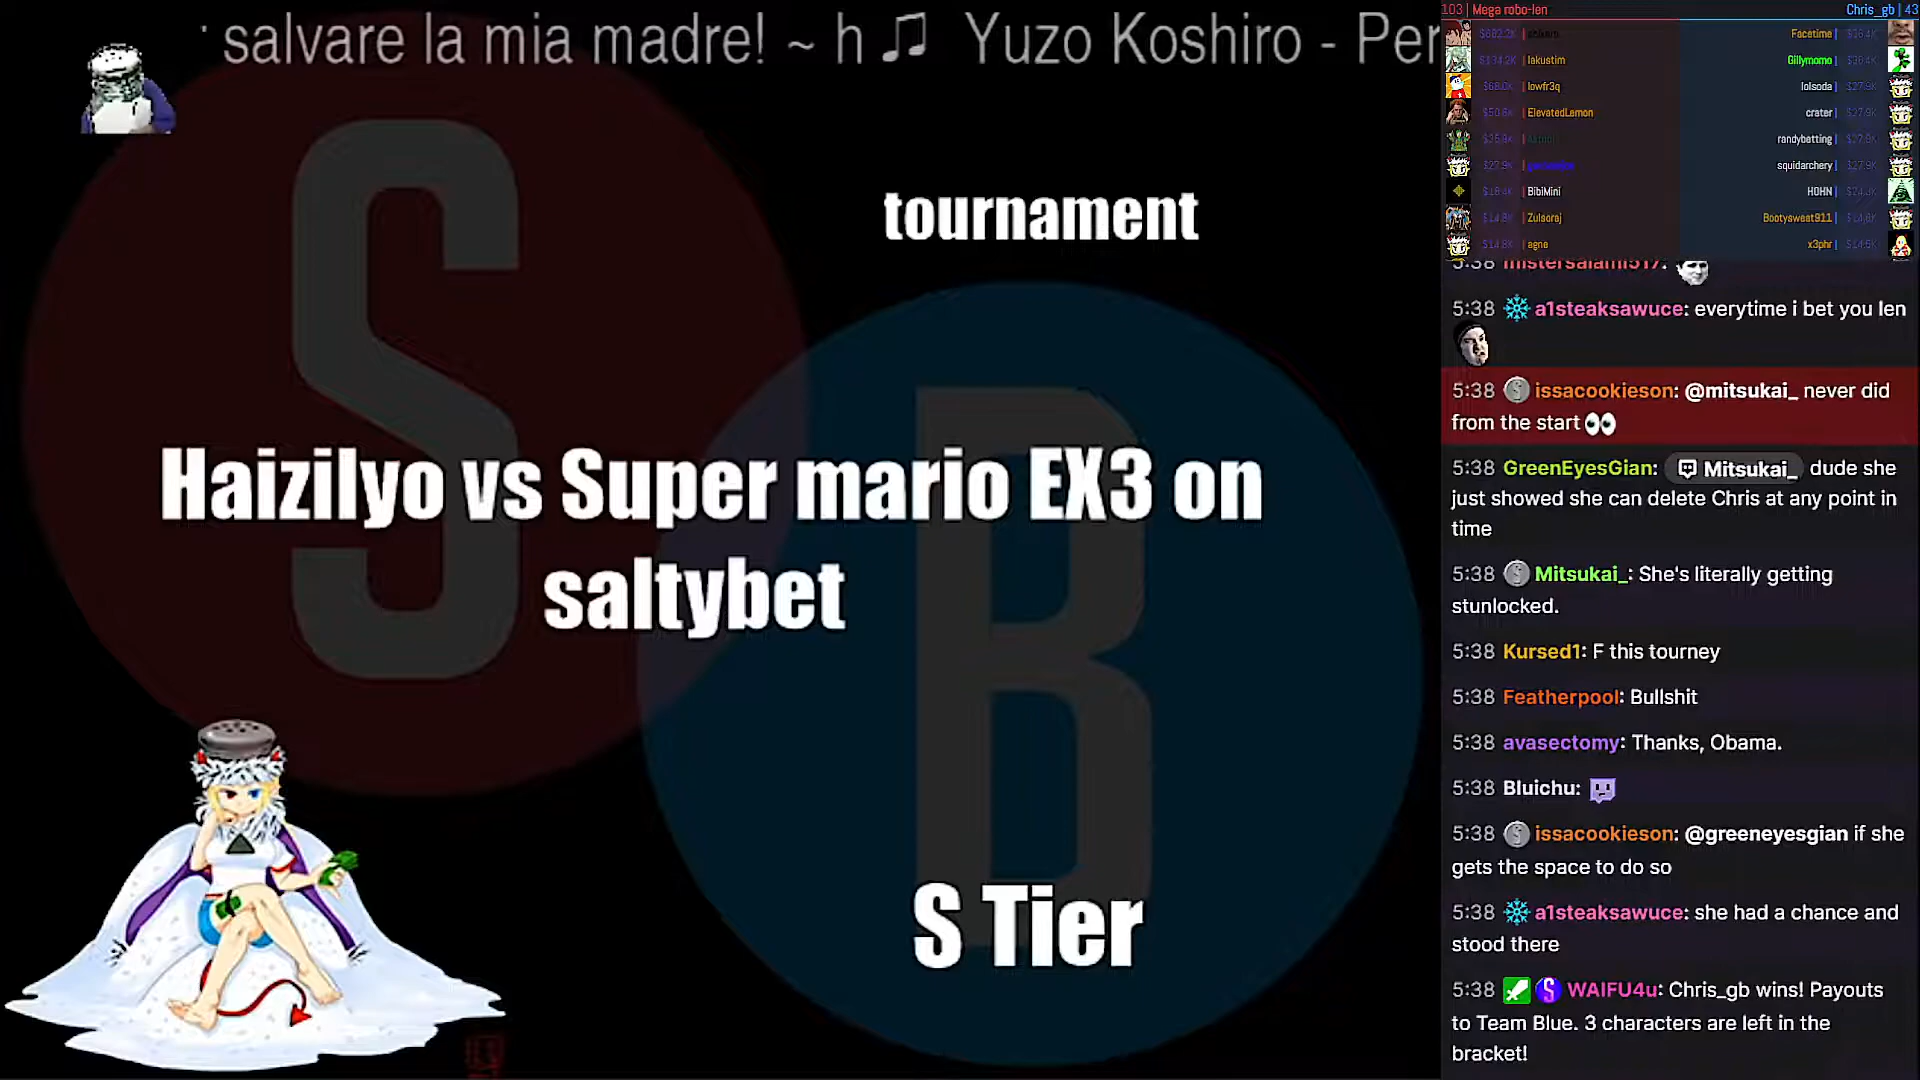 salvare la mia madre! ~ h ♫ Yuzo Koshiro - Per
tournament
S
B
Haizilyo vs Super mario EX3 on
saltybet
S Tier
103 | Mega robo-len
Chris_gb | 43
Facetime |
| lakustim
Gillymomo |
| lowfr3q
lolsoda |
| ElevatedLemon
crater |
randybetting |
squidarchery |
| BibiMini
HOHN |
| Zulsoraj
Bootysweat911 |
| agne
x3phr |
5:38 mistersalami517:
5:38 a1steaksawuce: everytime i bet you len
5:38 issacookieson: @mitsukai_ never did
from the start 👀
5:38 GreenEyesGian: Mitsukai_ dude she
just showed she can delete Chris at any point in
time
5:38 Mitsukai_: She's literally getting
stunlocked.
5:38 Kursed1: F this tourney
5:38 Featherpool: Bullshit
5:38 avasectomy: Thanks, Obama.
5:38 Bluichu:
5:38 issacookieson: @greeneyesgian if she
gets the space to do so
5:38 a1steaksawuce: she had a chance and
stood there
5:38 WAIFU4u: Chris_gb wins! Payouts
to Team Blue. 3 characters are left in the
bracket!